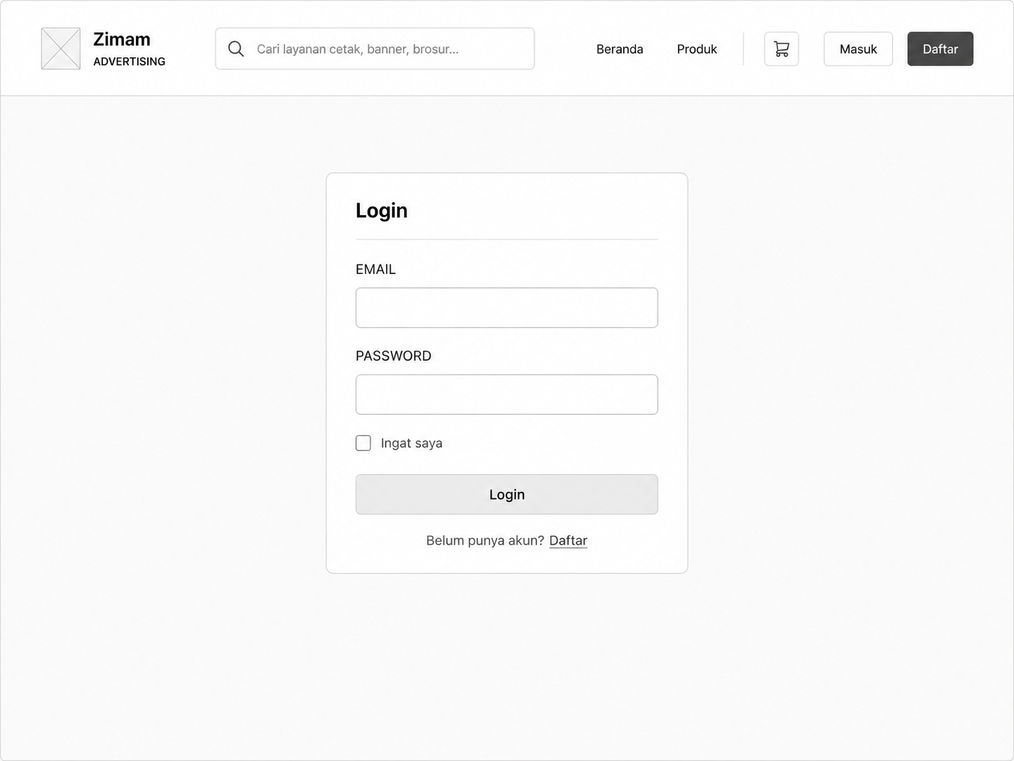 Zimam
ADVERTISING
Cari layanan cetak, banner, brosur...
Beranda
Produk
Masuk
Daftar
Login
EMAIL
PASSWORD
Ingat saya
Login
Belum punya akun? Daftar